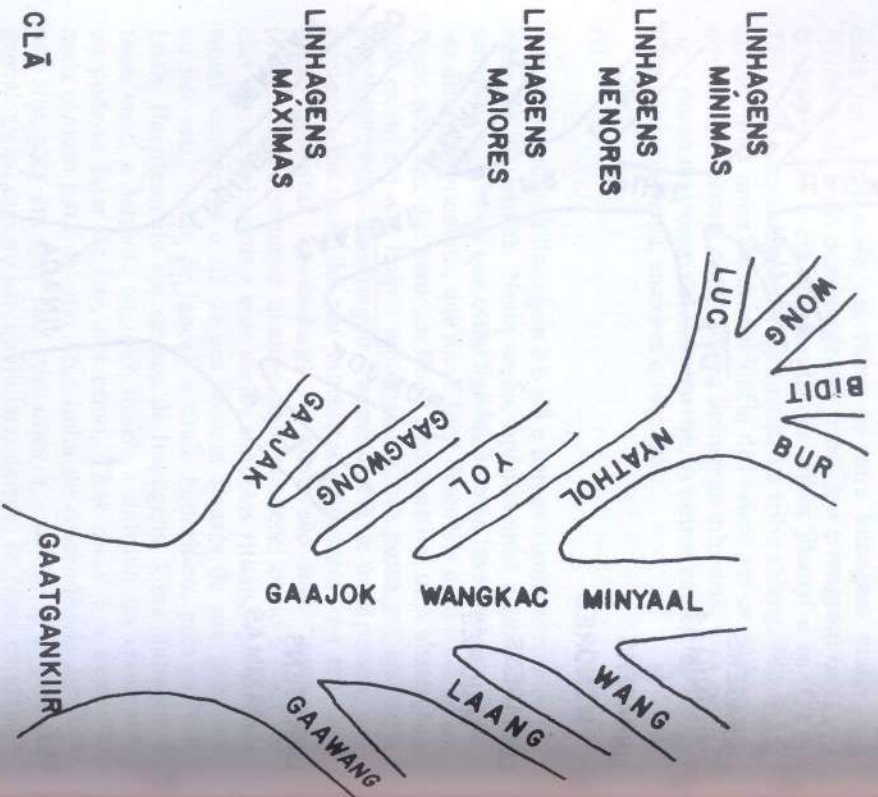 LINHAGENS
MÍNIMAS
LINHAGENS
MENORES
LINHAGENS
MAIORES
LINHAGENS
MÁXIMAS
CLÃ
LUC
WONG
BiDIT
BUR
NYATHOL
MINYAAL
WANG
YOL
WANGKAC
LAANG
GAAJAK
GAAGWONG
GAAJOK
GAAWANG
GAATGANKIIR